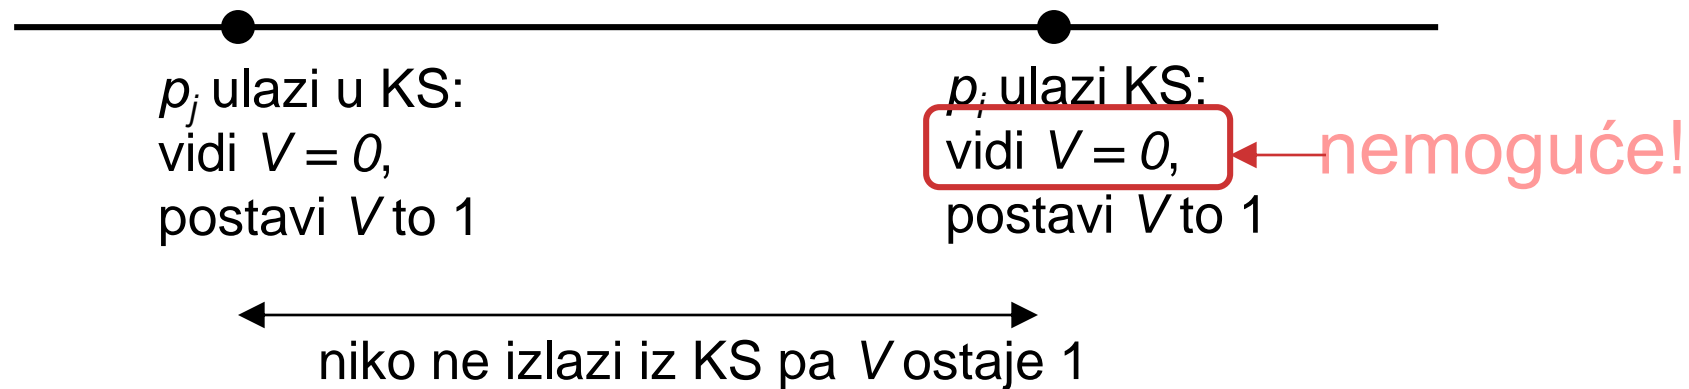 pj ulazi u KS:
vidi V = 0,
postavi V to 1
pi ulazi KS:
vidi V = 0,
postavi V to 1
nemoguće!
niko ne izlazi iz KS pa V ostaje 1